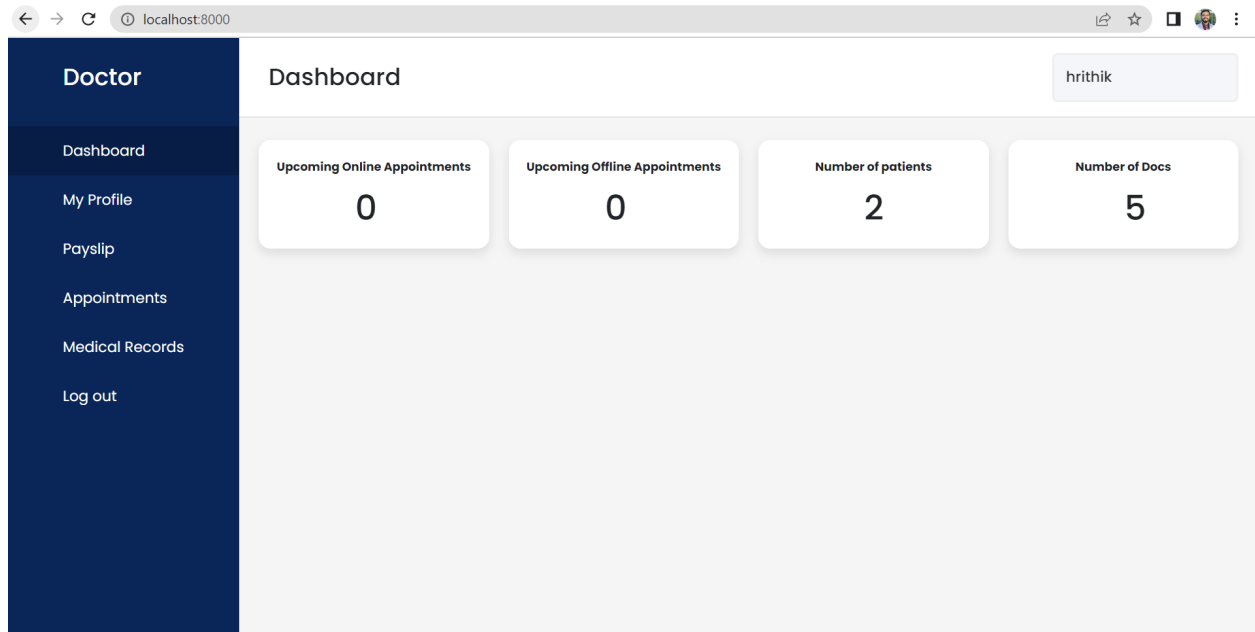 localhost:8000
Doctor
Dashboard
My Profile
Payslip
Appointments
Medical Records
Log out
Dashboard
hrithik
Upcoming Online Appointments
0
Upcoming Offline Appointments
0
Number of patients
2
Number of Docs
5